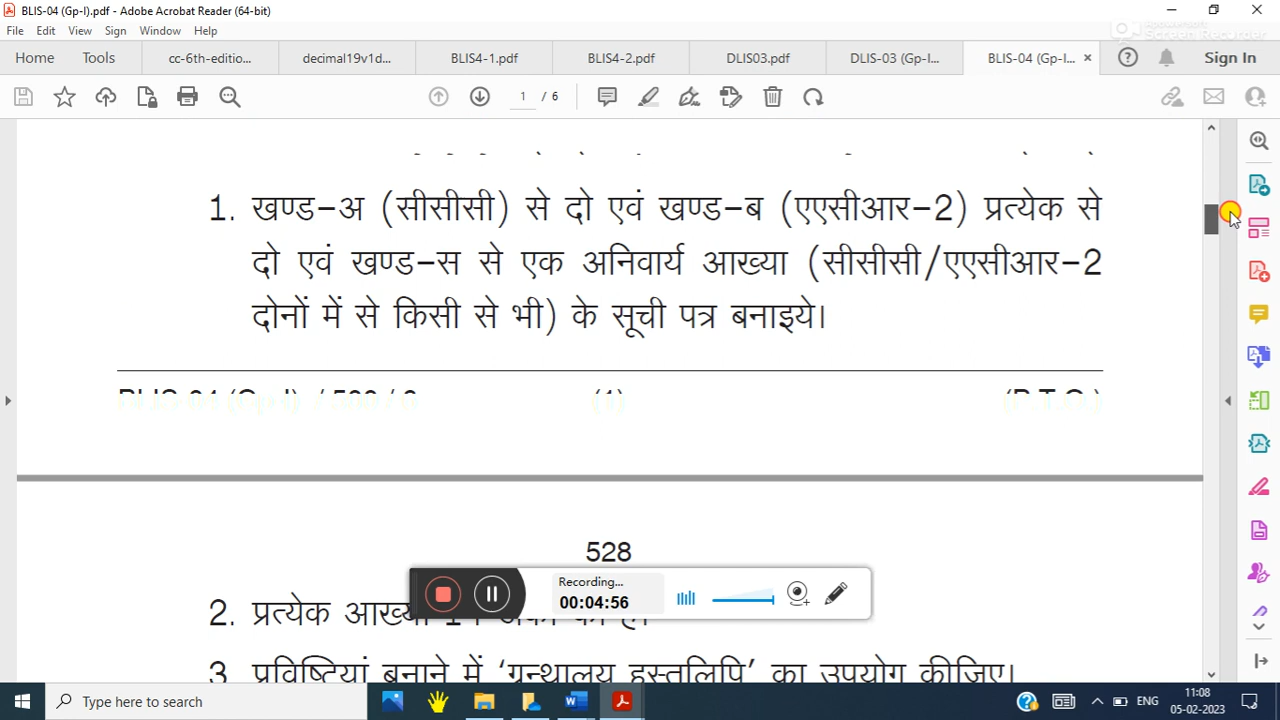 BLIS-04 (Gp-I).pdf - Adobe Acrobat Reader (64-bit)
File Edit View Sign Window Help
Screen Recorder
Home Tools cc-6th-editio... decimal19v1d... BLIS4-1.pdf BLIS4-2.pdf DLIS03.pdf DLIS-03 (Gp-I... BLIS-04 (Gp-I... × Sign In
1 / 6
1. खण्ड-अ (सीसीसी) से दो एवं खण्ड-ब (एएसीआर-2) प्रत्येक से
दो एवं खण्ड-स से एक अनिवार्य आख्या (सीसीसी/एएसीआर-2
दोनों में से किसी से भी) के सूची पत्र बनाइये।
(1) (P.T.O.)
528
2. प्रत्येक आख्या
3 प्रविष्टियां बनाने में 'ग्रन्थालय हस्तलिपि' का उपयोग कीजिए।
Recording...
00:04:56
Type here to search
ENG
11:08
05-02-2023